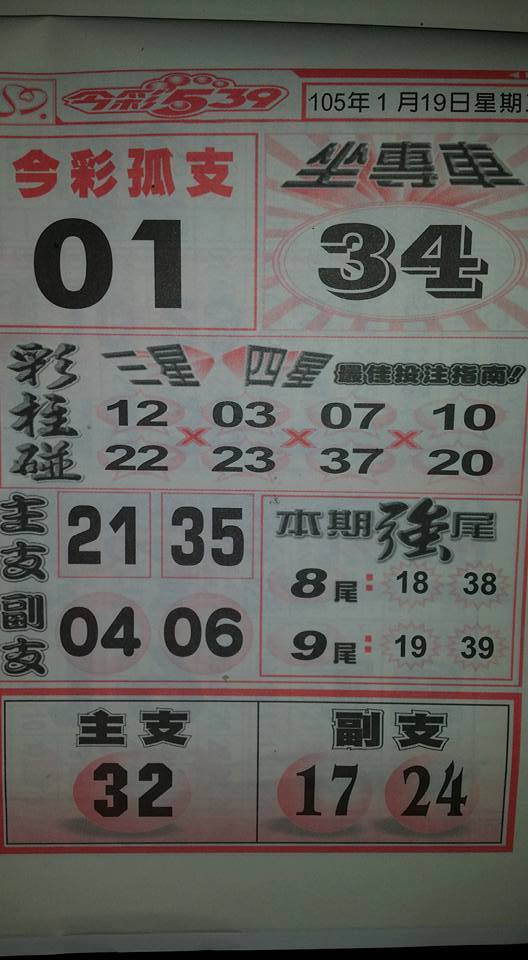 今彩539
105年1月19日星期
今彩孤支
01
坐專車
34
彩柱碰
三星 四星 最佳投注指南!
12 03 07 10
× × ×
22 23 37 20
主支 21 35
副支 04 06
本期強尾
8尾: 18 38
9尾: 19 39
主支
32
副支
17 24